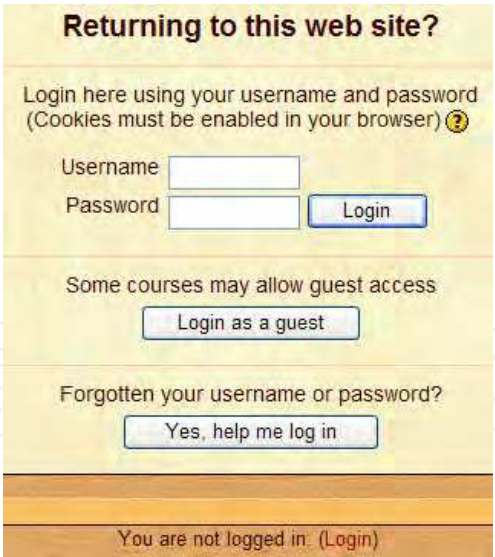 Returning to this web site?
Login here using your username and password
(Cookies must be enabled in your browser) ?
Username
Password Login
Some courses may allow guest access
Login as a guest
Forgotten your username or password?
Yes, help me log in
You are not logged in. (Login)